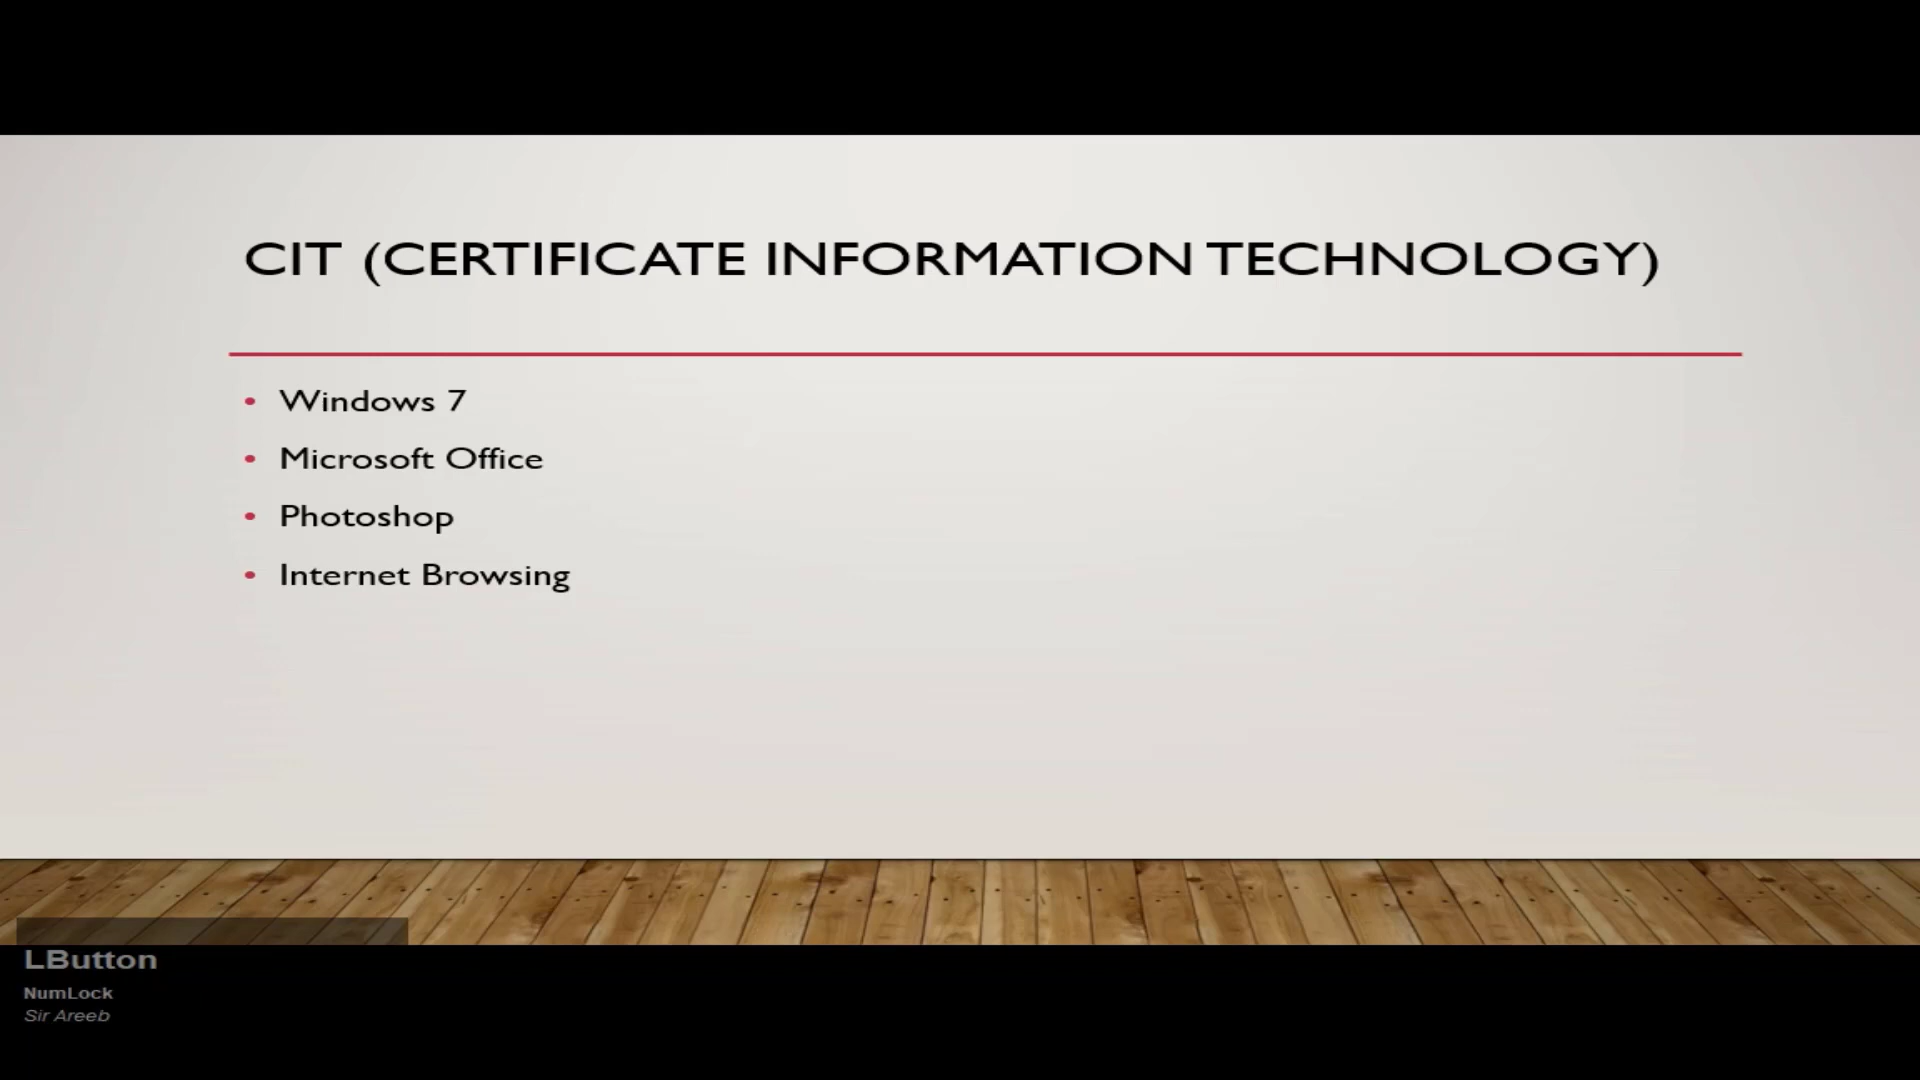 CIT (CERTIFICATE INFORMATION TECHNOLOGY)
• Windows 7
• Microsoft Office
• Photoshop
• Internet Browsing
LButton
NumLock
Sir Areeb